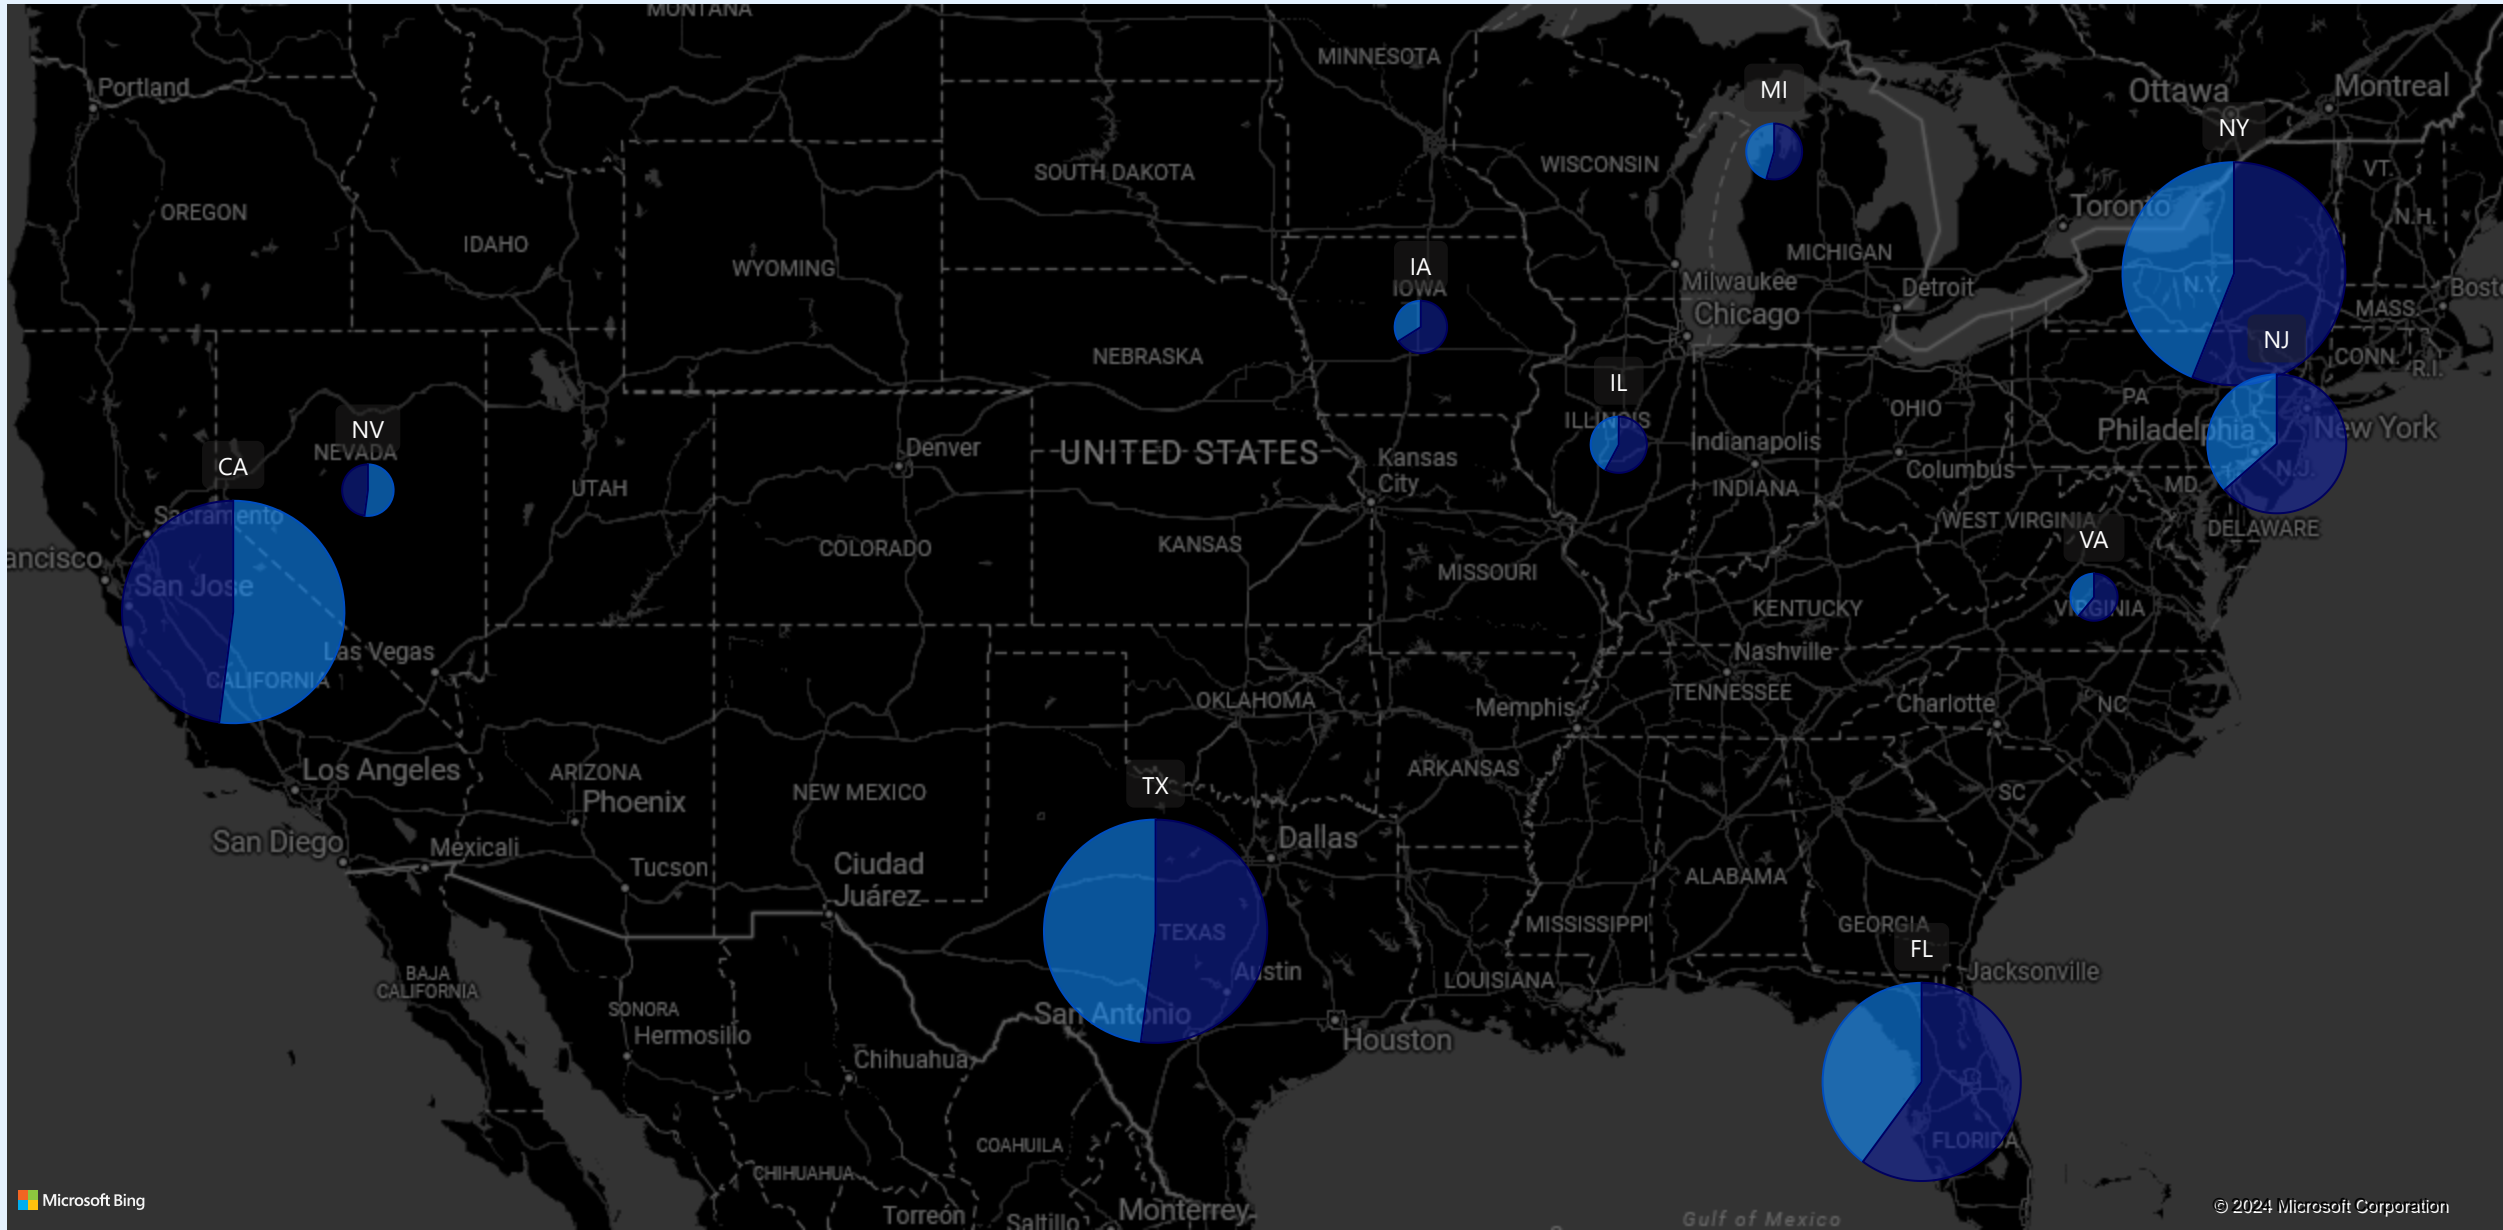 MONTANA
MINNESOTA
Portland
MI
Ottawa
Montreal
NY
WISCONSIN
SOUTH DAKOTA
VT.
OREGON
Toronto
N.H.
IDAHO
MICHIGAN
WYOMING
IA
IOWA
Milwaukee
Detroit
N.Y.
Bost
MASS.
Chicago
NJ
NEBRASKA
CONN.
R.I.
IL
PA
OHIO
ILLINOIS
NV
NEVADA
Denver
UNITED STATES
Indianapolis
Philadelphia
New York
CA
Kansas
City
Columbus
N.J.
UTAH
INDIANA
MD.
Sacramento
WEST VIRGINIA
DELAWARE
ancisco
COLORADO
KANSAS
VA
San Jose
MISSOURI
KENTUCKY
VIRGINIA
Las Vegas
Nashville
CALIFORNIA
OKLAHOMA
TENNESSEE
Memphis
Charlotte
NC
Los Angeles
ARIZONA
Phoenix
NEW MEXICO
TX
ARKANSAS
SC
San Diego
Mexicali
Dallas
Tucson
Ciudad
Juárez
ALABAMA
TEXAS
MISSISSIPPI
GEORGIA
FL
BAJA
CALIFORNIA
Austin
LOUISIANA
Jacksonville
SONORA
Hermosillo
San Antonio
Houston
Chihuahua
COAHUILA
FLORIDA
CHIHUAHUA
Microsoft Bing
Torreón
Saltillo
Monterrey
Gulf of Mexico
© 2024 Microsoft Corporation